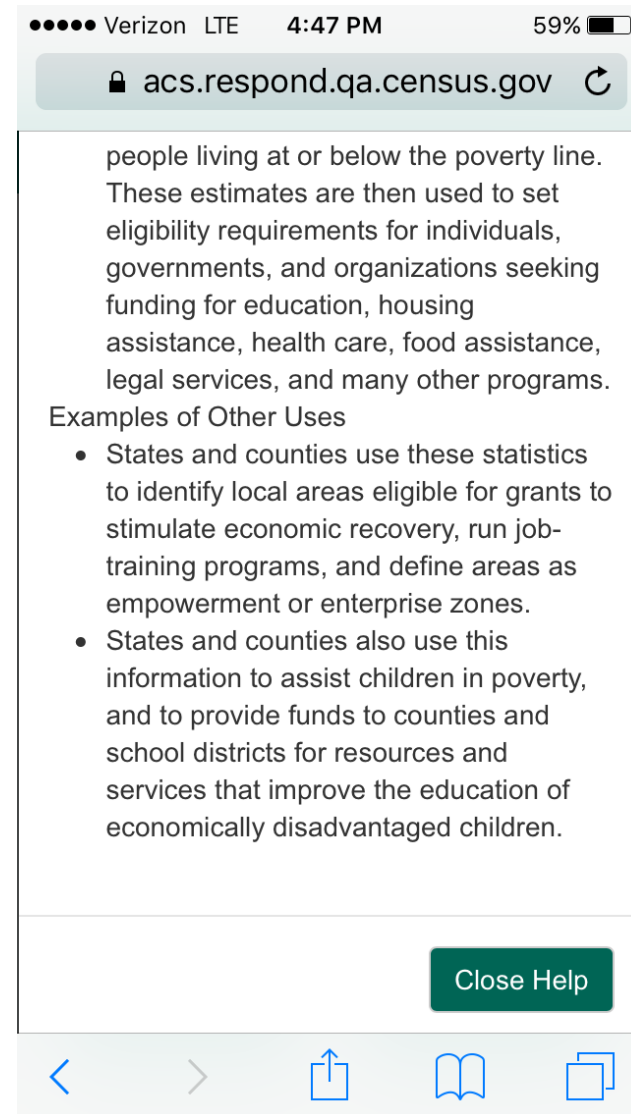 Verizon LTE 4:47 PM 59%
acs.respond.qa.census.gov
people living at or below the poverty line.
These estimates are then used to set
eligibility requirements for individuals,
governments, and organizations seeking
funding for education, housing
assistance, health care, food assistance,
legal services, and many other programs.
Examples of Other Uses
• States and counties use these statistics
to identify local areas eligible for grants to
stimulate economic recovery, run job-
training programs, and define areas as
empowerment or enterprise zones.
• States and counties also use this
information to assist children in poverty,
and to provide funds to counties and
school districts for resources and
services that improve the education of
economically disadvantaged children.
Close Help